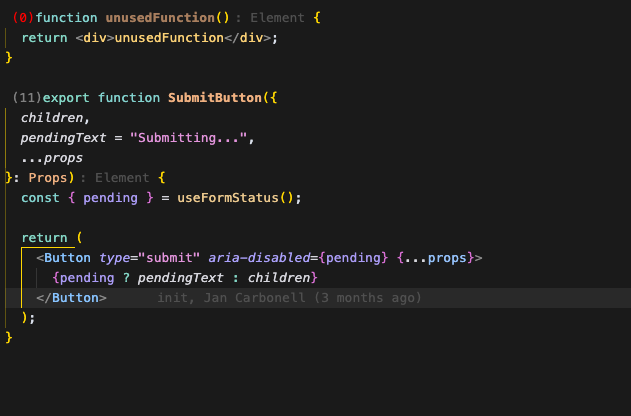 (0)function unusedFunction() : Element {
return <div>unusedFunction</div>;
}
(11)export function SubmitButton({
children,
pendingText = "Submitting...",
...props
}: Props) : Element {
const { pending } = useFormStatus();
return (
<Button type="submit" aria-disabled={pending} {...props}>
{pending ? pendingText : children}
</Button> init, Jan Carbonell (3 months ago)
);
}